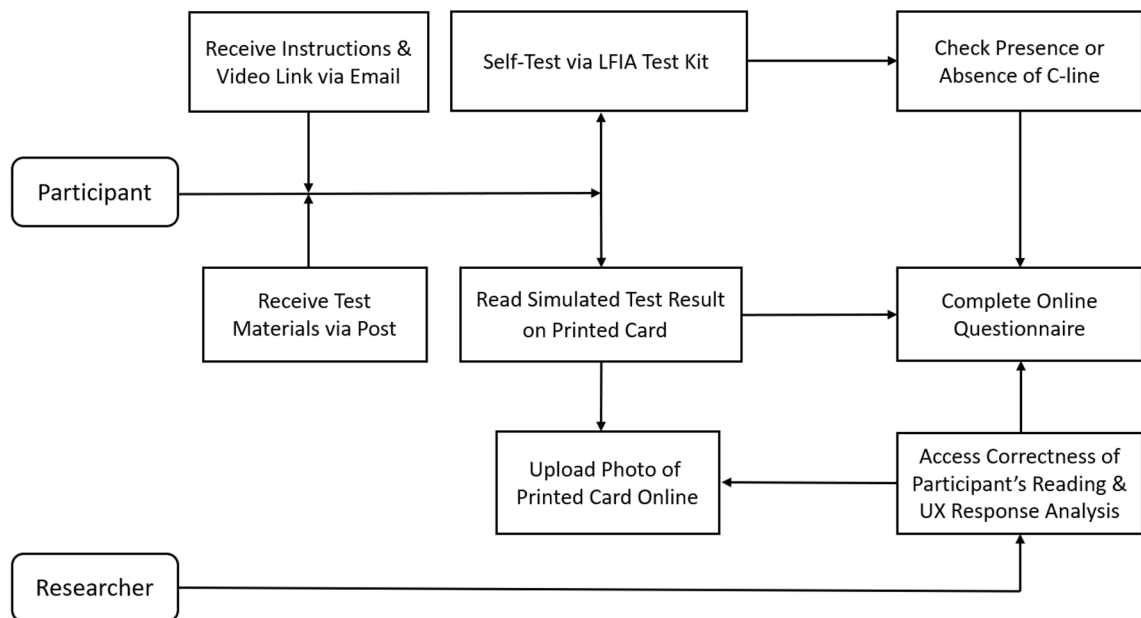 Receive Instructions &
Video Link via Email
Self-Test via LFIA Test Kit
Check Presence or
Absence of C-line
Participant
Receive Test
Materials via Post
Read Simulated Test Result
on Printed Card
Complete Online
Questionnaire
Upload Photo of
Printed Card Online
Access Correctness of
Participant's Reading &
UX Response Analysis
Researcher